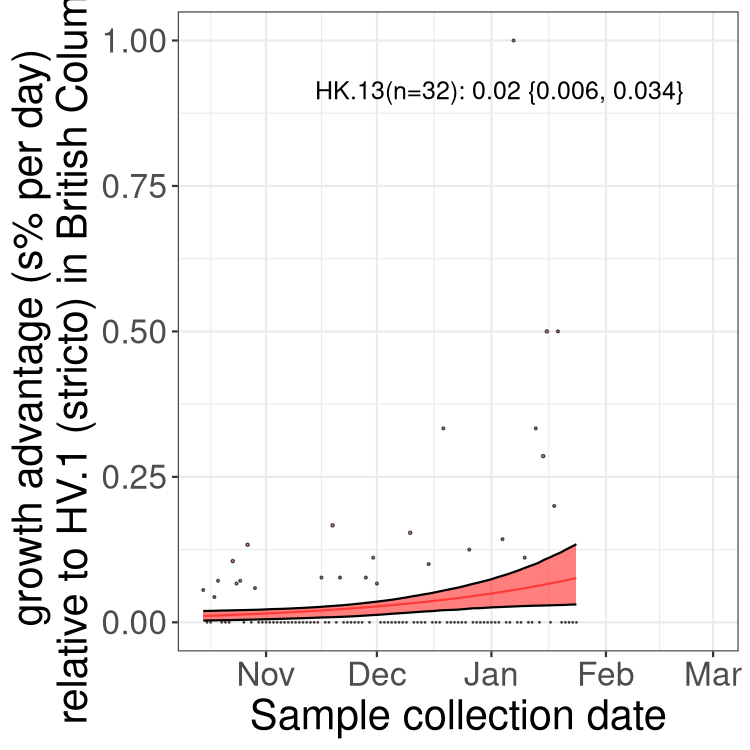 growth advantage (s% per day)
relative to HV.1 (stricto) in British Colum
1.00
0.75
0.50
0.25
0.00
HK.13(n=32): 0.02 {0.006, 0.034}
Nov Dec Jan Feb Mar
Sample collection date